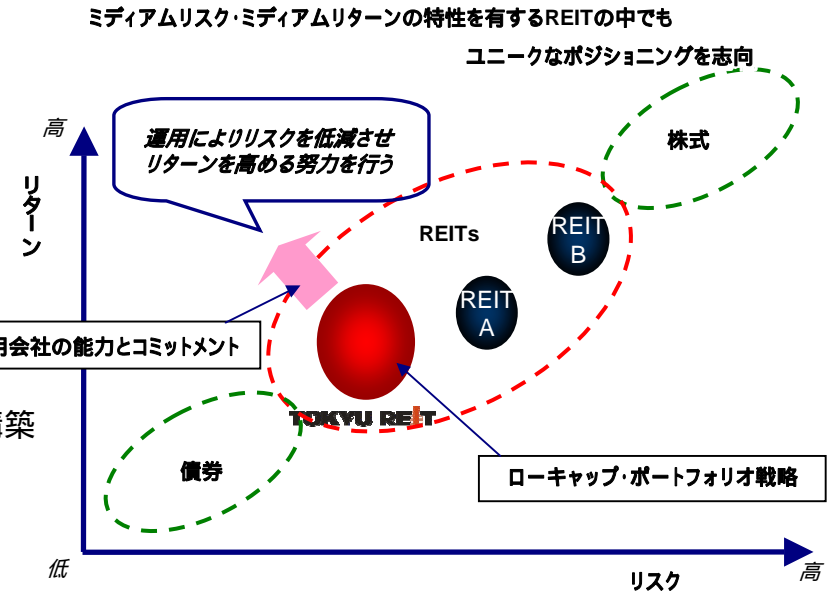 ミディアムリスク・ミディアムリターンの特性を有するREITの中でも
ユニークなポジショニングを志向
高
運用によりリスクを低減させ
リターンを高める努力を行う
株式
リターン
REITs
REIT
B
REIT
A
用会社の能力とコミットメント
TOKYU REIT
構築
債券
ローキャップ・ポートフォリオ戦略
低
リスク
高